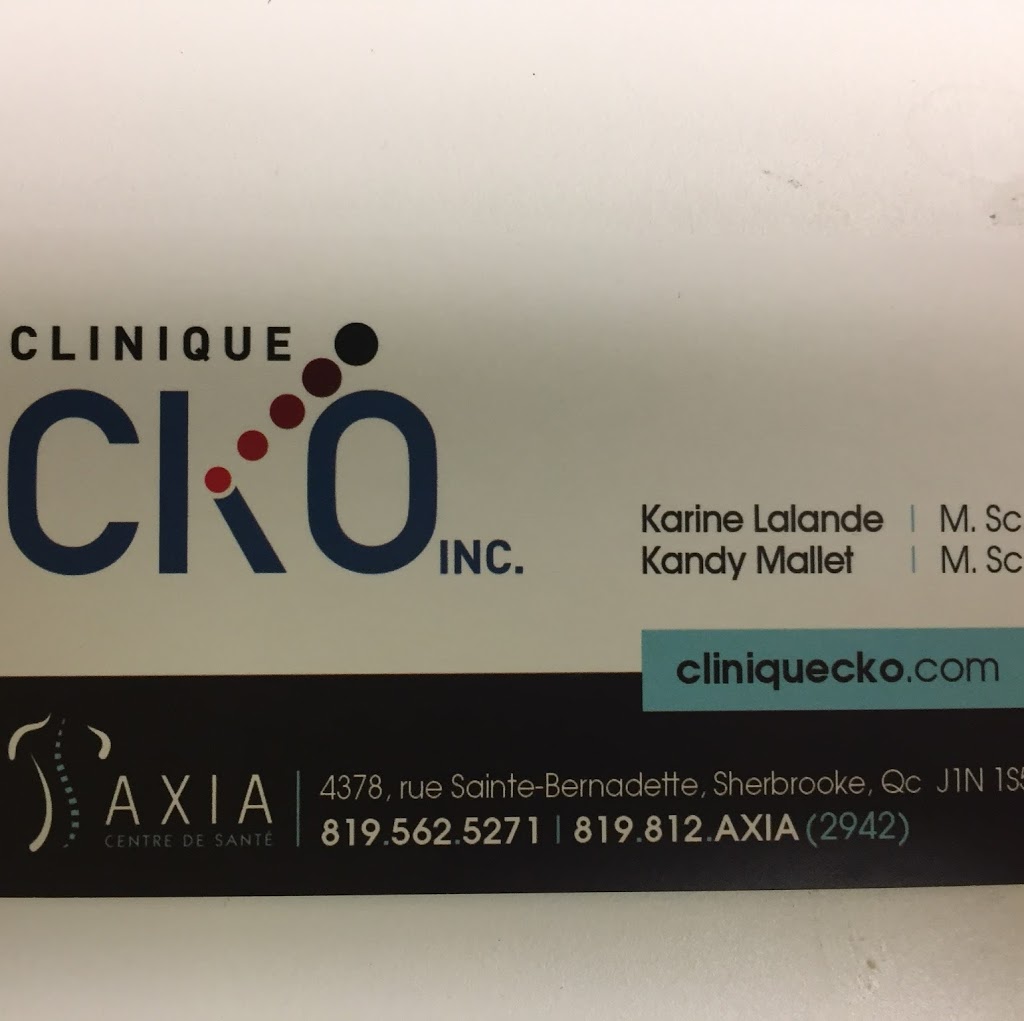 CLINIQUE
CKO INC.
Karine Lalande | M. Sc
Kandy Mallet | M. Sc
cliniquecko.com
AXIA
CENTRE DE SANTÉ
4378, rue Sainte-Bernadette, Sherbrooke, Qc J1N 1S5
819.562.5271 | 819.812.AXIA (2942)